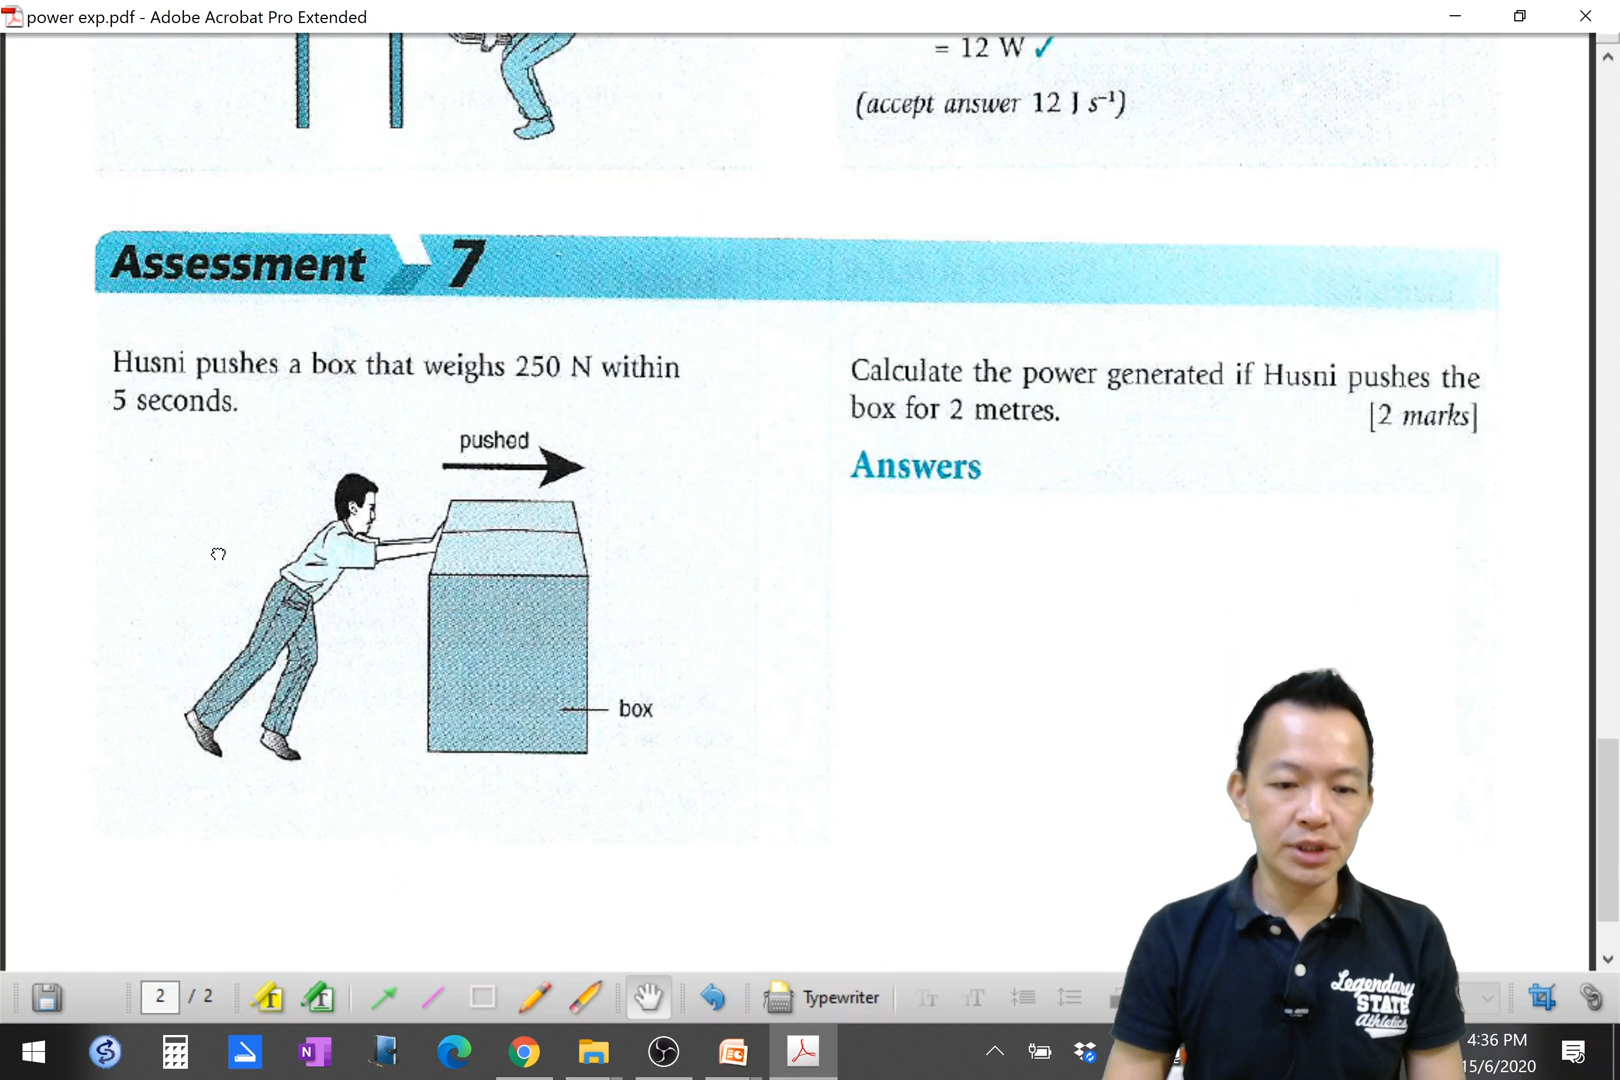 power exp.pdf - Adobe Acrobat Pro Extended
= 12 W ✓
(accept answer 12 J s⁻¹)
Assessment 7
Husni pushes a box that weighs 250 N within
5 seconds.
pushed
box
Calculate the power generated if Husni pushes the
box for 2 metres. [2 marks]
Answers
Legendary
STATE
Athletics
2 / 2
T
T
Typewriter
Tr
T
N
4:36 PM
15/6/2020